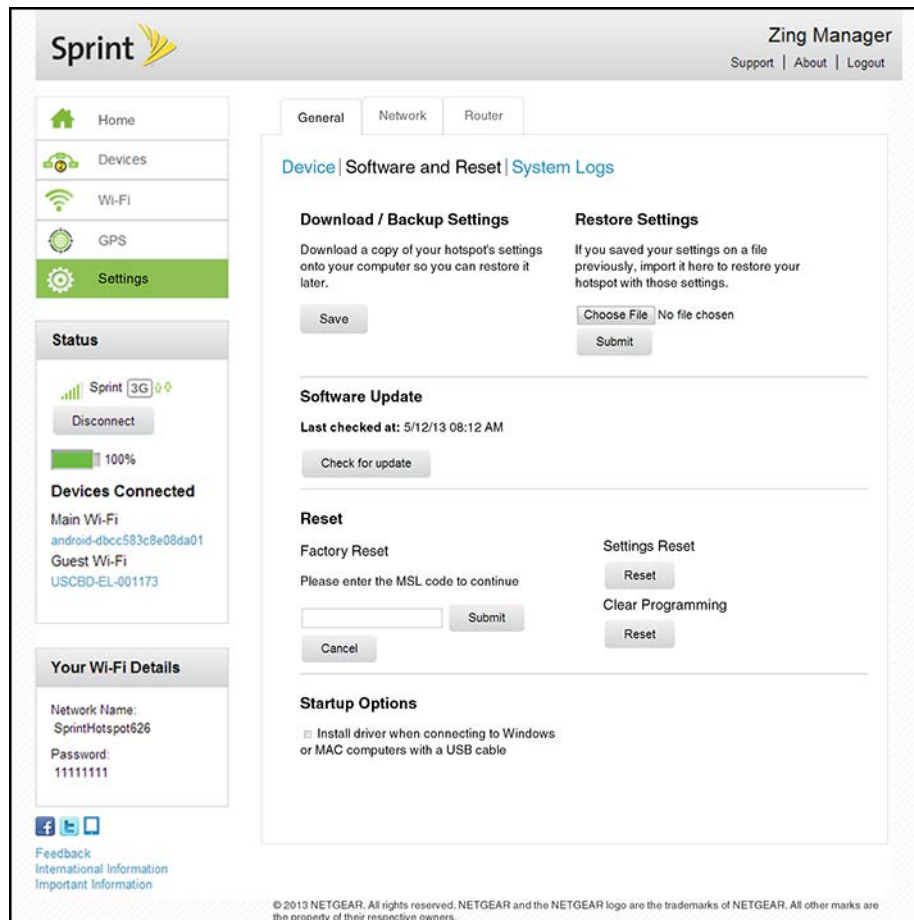 Sprint
Zing Manager
Support | About | Logout
Home
Devices
Wi-Fi
GPS
Settings
Status
Sprint 3G
Disconnect
100%
Devices Connected
Main Wi-Fi
android-dbcc583c8e08da01
Guest Wi-Fi
USCBD-EL-001173
Your Wi-Fi Details
Network Name:
SprintHotspot626
Password:
11111111
Feedback
International Information
Important Information
General
Network
Router
Device | Software and Reset | System Logs
Download / Backup Settings
Download a copy of your hotspot's settings
onto your computer so you can restore it
later.
Save
Restore Settings
If you saved your settings on a file
previously, import it here to restore your
hotspot with those settings.
Choose File No file chosen
Submit
Software Update
Last checked at: 5/12/13 08:12 AM
Check for update
Reset
Factory Reset
Please enter the MSL code to continue
Submit
Cancel
Settings Reset
Reset
Clear Programming
Reset
Startup Options
Install driver when connecting to Windows
or MAC computers with a USB cable
© 2013 NETGEAR. All rights reserved. NETGEAR and the NETGEAR logo are the trademarks of NETGEAR. All other marks are
the property of their respective owners.